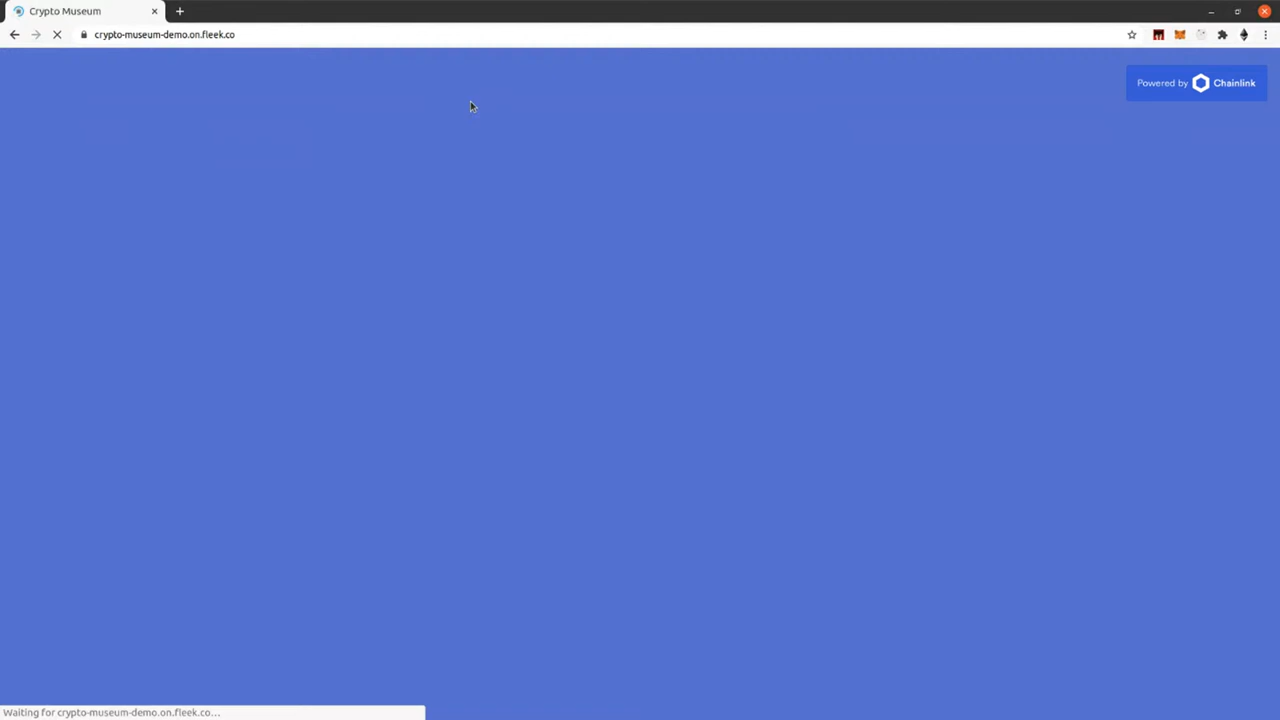 Crypto Museum
crypto-museum-demo.on.fleek.co
Powered by Chainlink
Waiting for crypto-museum-demo.on.fleek.co...